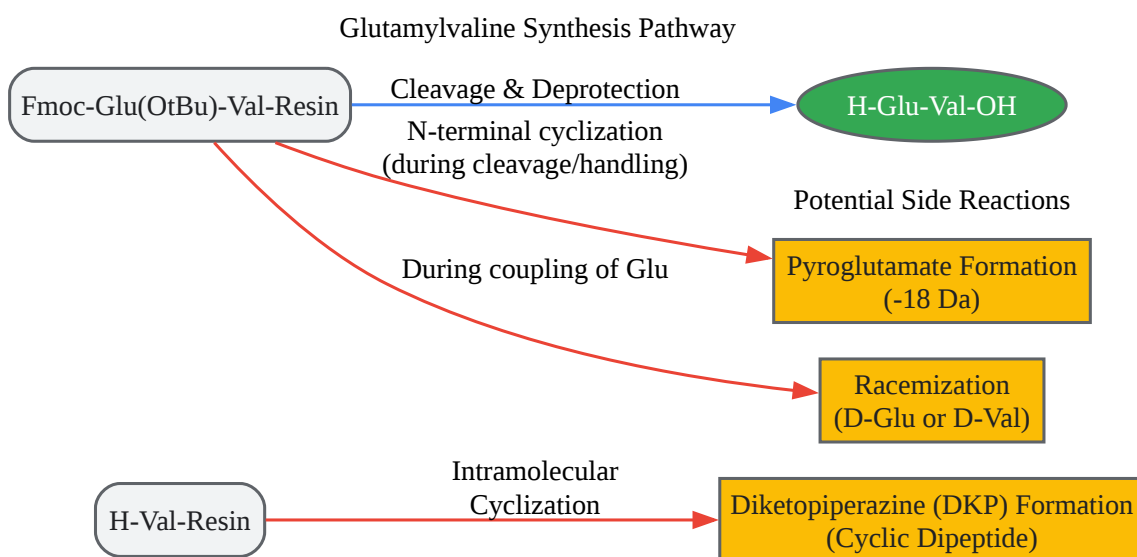 Glutamylvaline Synthesis Pathway
Fmoc-Glu(OtBu)-Val-Resin
Cleavage & Deprotection
H-Glu-Val-OH
N-terminal cyclization
(during cleavage/handling)
Potential Side Reactions
Pyroglutamate Formation
(-18 Da)
During coupling of Glu
Racemization
(D-Glu or D-Val)
H-Val-Resin
Intramolecular
Cyclization
Diketopiperazine (DKP) Formation
(Cyclic Dipeptide)